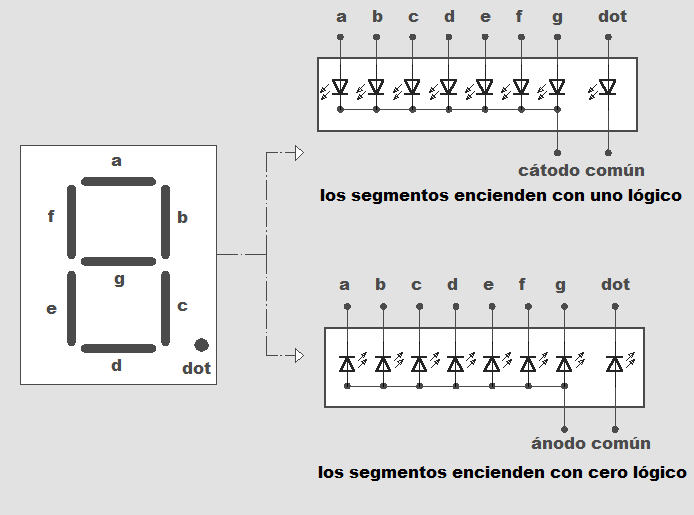 a b c d e f g dot
cátodo común
los segmentos encienden con uno lógico
a
f b
g
e c
d
dot
a b c d e f g dot
ánodo común
los segmentos encienden con cero lógico